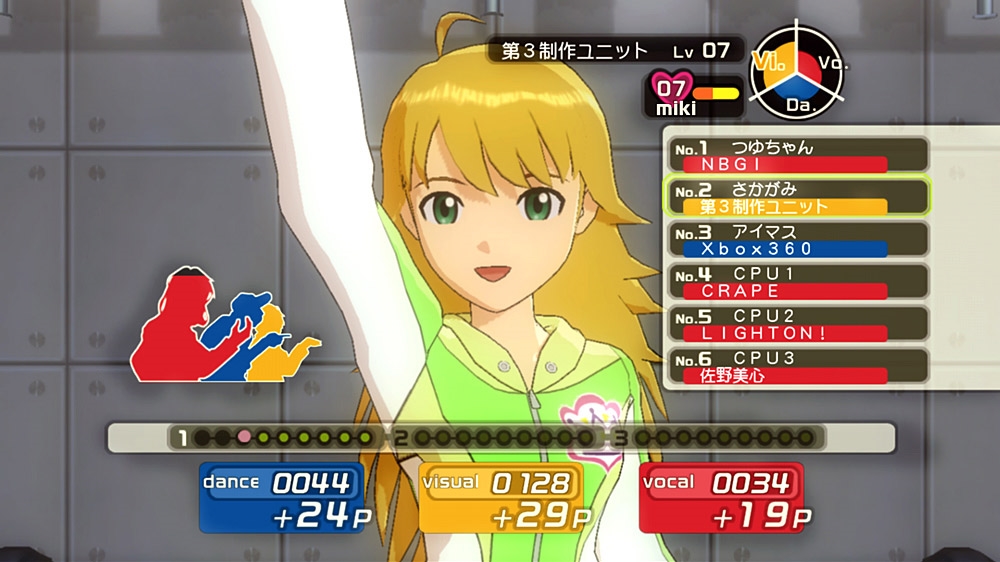 第３制作ユニット Lv 07
Vi. Vo.
Da.
07
miki
No.1 つゆちゃん
ＮＢＧＩ
No.2 さかがみ
第３制作ユニット
No.3 アイマス
Ｘｂｏｘ３６０
No.4 ＣＰＵ１
ＣＲＡＰＥ
No.5 ＣＰＵ２
ＬＩＧＨＴＯＮ！
No.6 ＣＰＵ３
佐野美心
1 2 3
dance 0044
+24P
visual 0128
+29P
vocal 0034
+19P